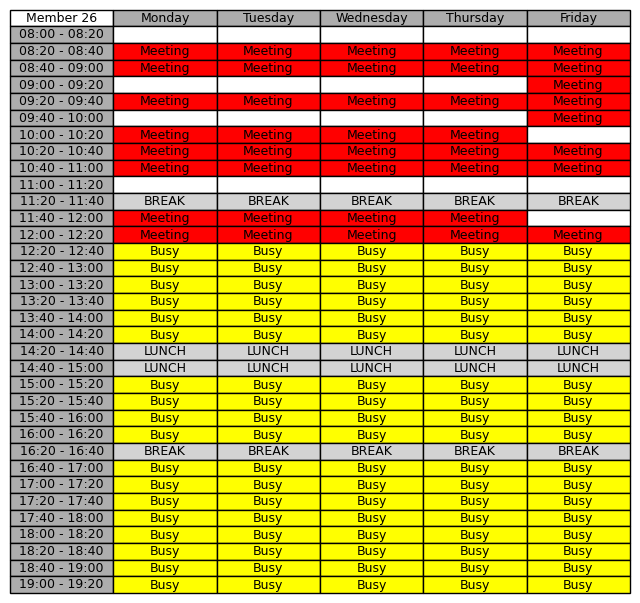 Member 26 Monday Tuesday Wednesday Thursday Friday
08:00 - 08:20
08:20 - 08:40 Meeting Meeting Meeting Meeting Meeting
08:40 - 09:00 Meeting Meeting Meeting Meeting Meeting
09:00 - 09:20 Meeting
09:20 - 09:40 Meeting Meeting Meeting Meeting Meeting
09:40 - 10:00 Meeting
10:00 - 10:20 Meeting Meeting Meeting Meeting
10:20 - 10:40 Meeting Meeting Meeting Meeting Meeting
10:40 - 11:00 Meeting Meeting Meeting Meeting Meeting
11:00 - 11:20
11:20 - 11:40 BREAK BREAK BREAK BREAK BREAK
11:40 - 12:00 Meeting Meeting Meeting Meeting
12:00 - 12:20 Meeting Meeting Meeting Meeting Meeting
12:20 - 12:40 Busy Busy Busy Busy Busy
12:40 - 13:00 Busy Busy Busy Busy Busy
13:00 - 13:20 Busy Busy Busy Busy Busy
13:20 - 13:40 Busy Busy Busy Busy Busy
13:40 - 14:00 Busy Busy Busy Busy Busy
14:00 - 14:20 Busy Busy Busy Busy Busy
14:20 - 14:40 LUNCH LUNCH LUNCH LUNCH LUNCH
14:40 - 15:00 LUNCH LUNCH LUNCH LUNCH LUNCH
15:00 - 15:20 Busy Busy Busy Busy Busy
15:20 - 15:40 Busy Busy Busy Busy Busy
15:40 - 16:00 Busy Busy Busy Busy Busy
16:00 - 16:20 Busy Busy Busy Busy Busy
16:20 - 16:40 BREAK BREAK BREAK BREAK BREAK
16:40 - 17:00 Busy Busy Busy Busy Busy
17:00 - 17:20 Busy Busy Busy Busy Busy
17:20 - 17:40 Busy Busy Busy Busy Busy
17:40 - 18:00 Busy Busy Busy Busy Busy
18:00 - 18:20 Busy Busy Busy Busy Busy
18:20 - 18:40 Busy Busy Busy Busy Busy
18:40 - 19:00 Busy Busy Busy Busy Busy
19:00 - 19:20 Busy Busy Busy Busy Busy